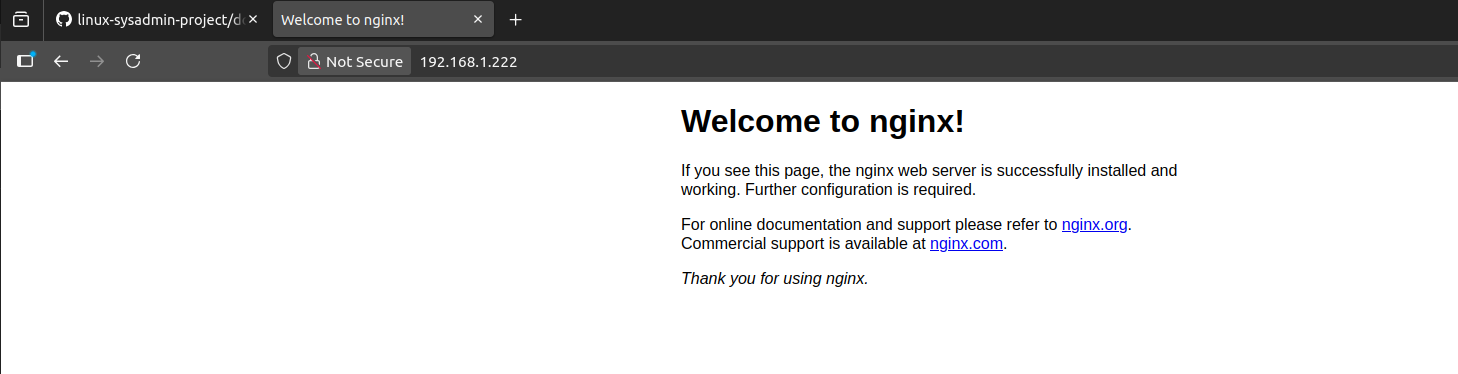 linux-sysadmin-project/d
Welcome to nginx!
Not Secure 192.168.1.222
Welcome to nginx!
If you see this page, the nginx web server is successfully installed and
working. Further configuration is required.
For online documentation and support please refer to nginx.org.
Commercial support is available at nginx.com.
Thank you for using nginx.